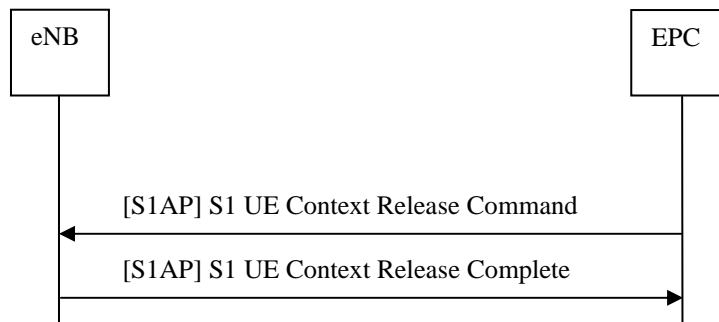 eNB
EPC
[S1AP] S1 UE Context Release Command
[S1AP] S1 UE Context Release Complete